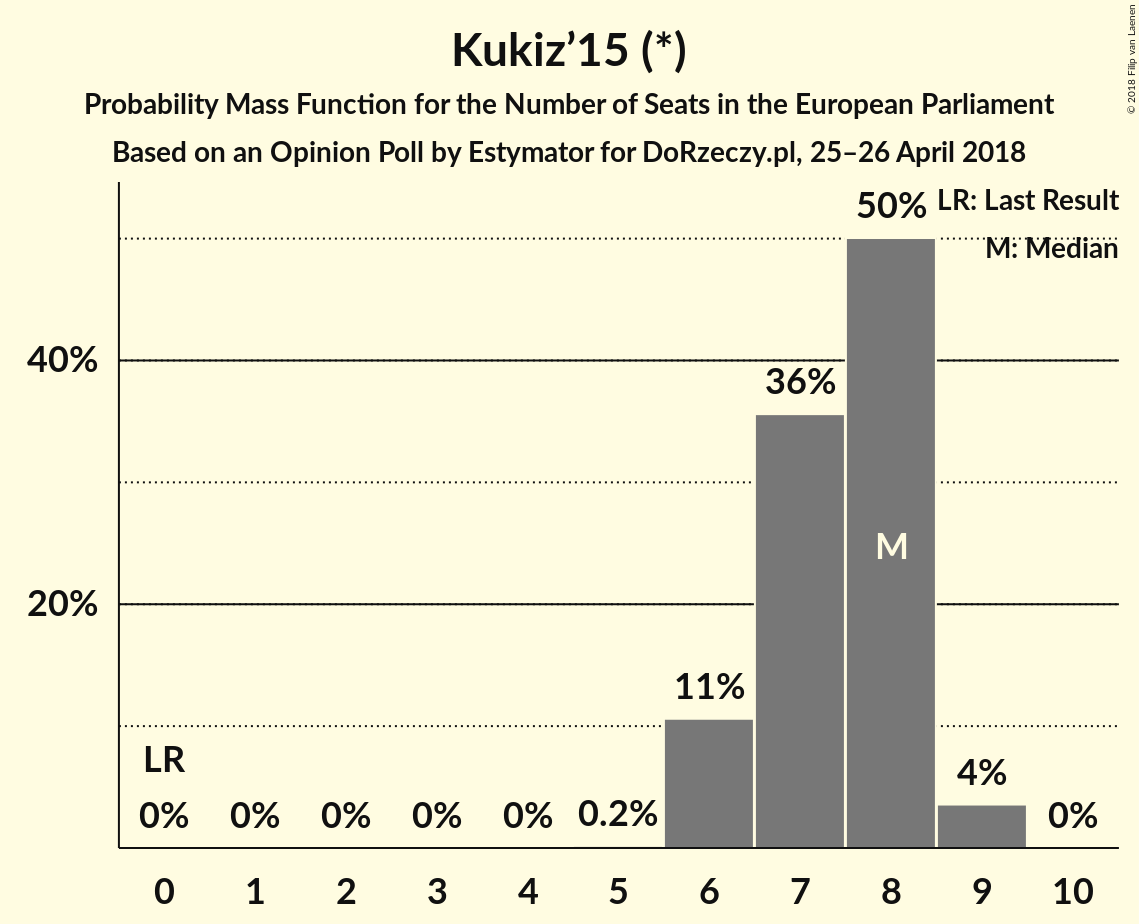 Kukiz’15 (*)
Probability Mass Function for the Number of Seats in the European Parliament
Based on an Opinion Poll by Estymator for DoRzeczy.pl, 25–26 April 2018
© 2018 Filip van Laenen
LR: Last Result
M: Median
50%
40%
36%
M
20%
11%
LR
4%
0% 0% 0% 0% 0% 0.2% 0%
0 1 2 3 4 5 6 7 8 9 10